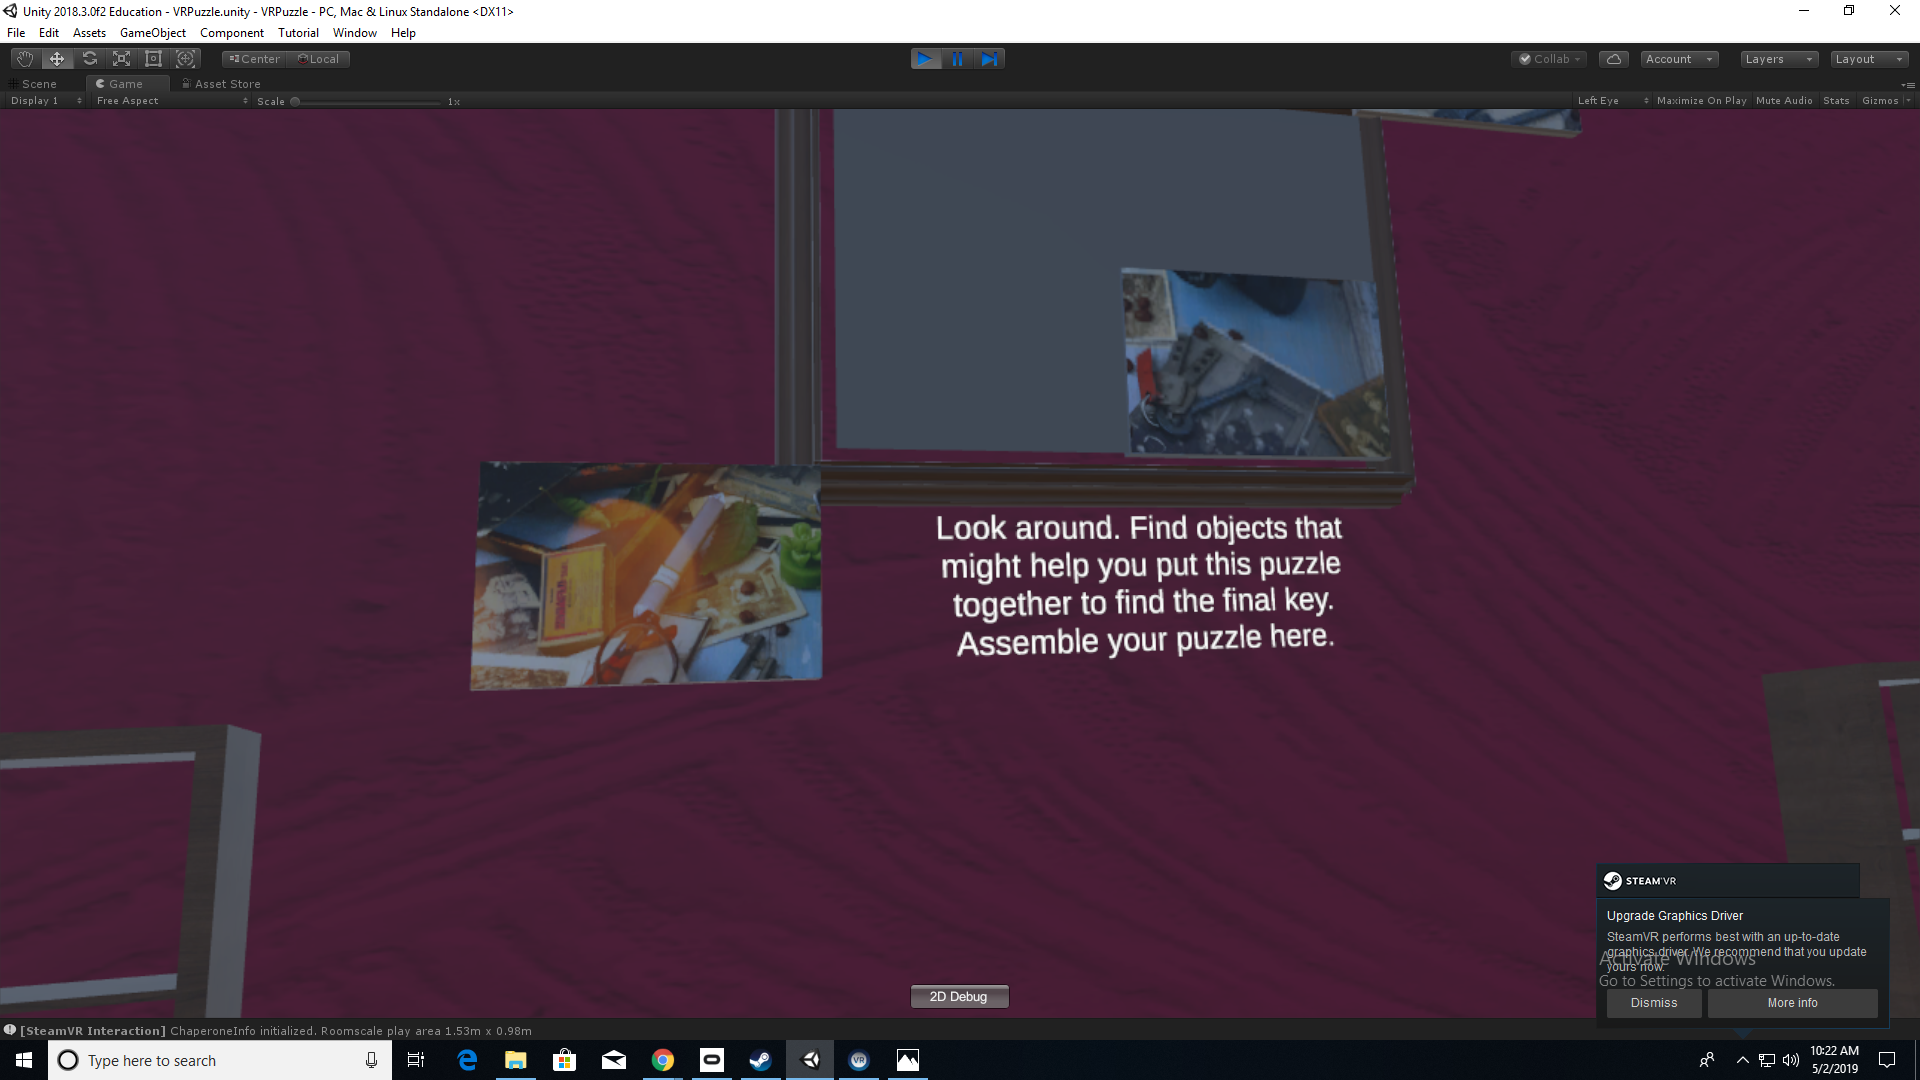 Unity 2018.3.0f2 Education - VRPuzzle.unity - VRPuzzle - PC, Mac & Linux Standalone <DX11>
File Edit Assets GameObject Component Tutorial Window Help
Center Local Collab Account Layers Layout
Scene Game Asset Store
Display 1 Free Aspect Scale 1x Left Eye Maximize On Play Mute Audio Stats Gizmos
Look around. Find objects that
might help you put this puzzle
together to find the final key.
Assemble your puzzle here.
STEAMVR
Upgrade Graphics Driver
SteamVR performs best with an up-to-date
graphics driver. We recommend that you update
yours now.
Activate Windows
Go to Settings to activate Windows.
Dismiss More info
2D Debug
[SteamVR Interaction] ChaperoneInfo initialized. Roomscale play area 1.53m x 0.98m
Type here to search
VR
10:22 AM
5/2/2019